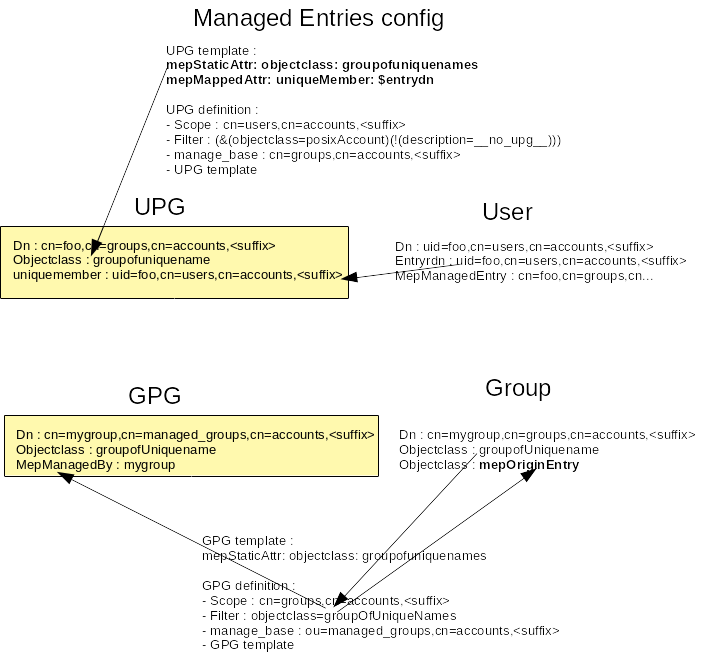 Managed Entries config
UPG template :
mepStaticAttr: objectclass: groupofuniquenames
mepMappedAttr: uniqueMember: $entrydn
UPG definition :
- Scope : cn=users,cn=accounts,<suffix>
- Filter : (&(objectclass=posixAccount)(!(description=__no_upg__)))
- manage_base : cn=groups,cn=accounts,<suffix>
- UPG template
UPG
Dn : cn=foo,cn=groups,cn=accounts,<suffix>
Objectclass : groupofuniquename
uniquemember : uid=foo,cn=users,cn=accounts,<suffix>
User
Dn : uid=foo,cn=users,cn=accounts,<suffix>
Entryrdn : uid=foo,cn=users,cn=accounts,<suffix>
MepManagedEntry : cn=foo,cn=groups,cn...
GPG
Dn : cn=mygroup,cn=managed_groups,cn=accounts,<suffix>
Objectclass : groupofUniquename
MepManagedBy : mygroup
Group
Dn : cn=mygroup,cn=groups,cn=accounts,<suffix>
Objectclass : groupofUniquename
Objectclass : mepOriginEntry
GPG template :
mepStaticAttr: objectclass: groupofuniquenames
GPG definition :
- Scope : cn=groups,cn=accounts,<suffix>
- Filter : objectclass=groupOfUniqueNames
- manage_base : ou=managed_groups,cn=accounts,<suffix>
- GPG template